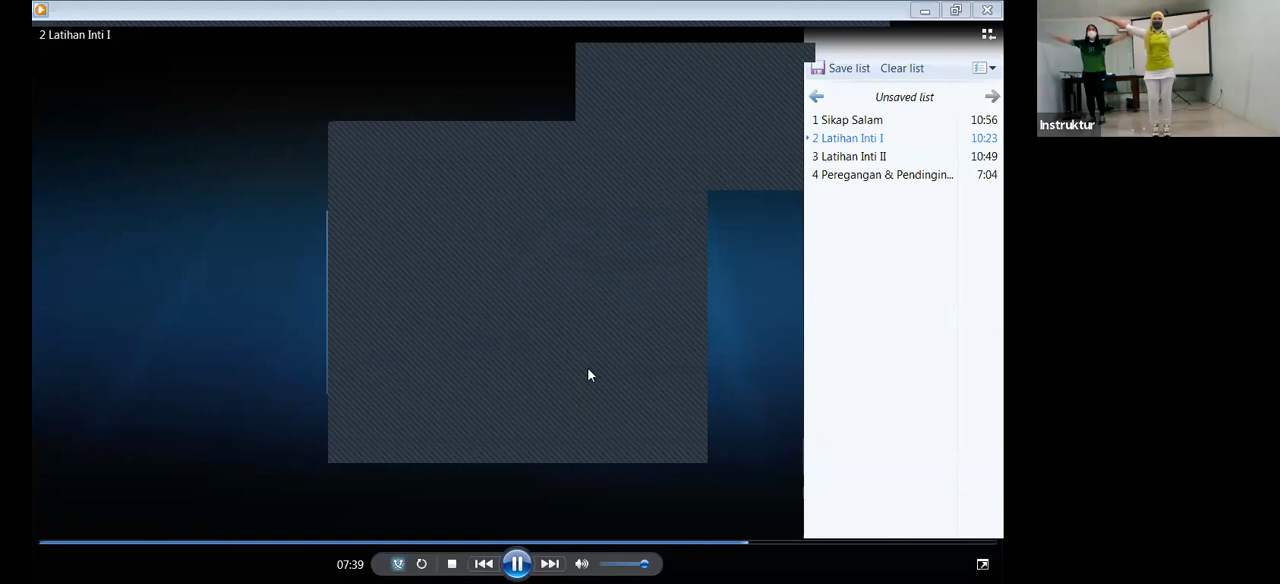 2 Latihan Inti I
Save list Clear list
Unsaved list
1 Sikap Salam 10:56
2 Latihan Inti I 10:23
3 Latihan Inti II 10:49
4 Peregangan & Pendingin... 7:04
Instruktur
07:39